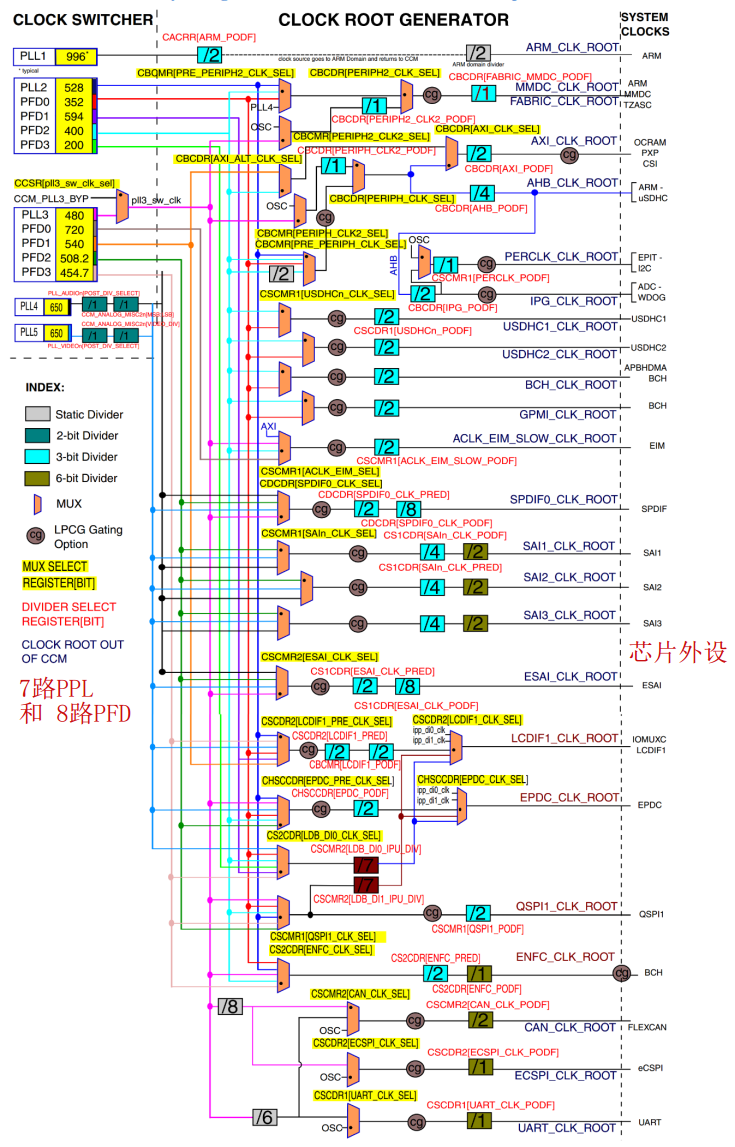 CLOCK SWITCHER
CLOCK ROOT GENERATOR
SYSTEM
CLOCKS
CACRR[ARM_PODF]
PLL1 996*
* typical
/2
clock source goes to ARM Domain and returns to CCM
/2
ARM domain divider
ARM_CLK_ROOT
ARM
CBQMR[PRE_PERIPH2_CLK_SEL]
CBCDR[PERIPH2_CLK_SEL]
CBCDR[FABRIC_MMDC_PODF]
PLL2 528
PFD0 352
PFD1 594
PFD2 400
PFD3 200
PLL4
OSC
/1
cg
/1
MMDC_CLK_ROOT
FABRIC_CLK_ROOT
ARM
MMDC
TZASC
CBCDR[PERIPH2_CLK_PODF]
CBCMR[PERIPH2_CLK2_SEL]
CBCDR[AXI_CLK_SEL]
CBCDR[PERIPH_CLK2_PODF]
CBCDR[AXI_ALT_CLK_SEL]
/1
/2
AXI_CLK_ROOT
cg
OCRAM
PXP
CSI
CBCDR[AXI_PODF]
CCSR[pll3_sw_clk_sel]
CCM_PLL3_BYP
pll3_sw_clk
OSC
cg
CBCDR[PERIPH_CLK_SEL]
/4
AHB_CLK_ROOT
CBCDR[AHB_PODF]
ARM -
uSDHC
PLL3 480
PFD0 720
PFD1 540
PFD2 508.2
PFD3 454.7
CBCMR[PERIPH_CLK2_SEL]
CBCMR[PRE_PERIPH_CLK_SEL]
/2
OSC
AHB
/1
cg
PERCLK_CLK_ROOT
EPIT -
I2C
CSCMR1[PERCLK_PODF]
/2
cg
IPG_CLK_ROOT
ADC -
WDOG
CBCDR[IPG_PODF]
PLL_AUDIOn[POST_DIV_SELECT]
PLL4 650 /1 /1
CCM_ANALOG_MISC2n[MSB_LSB]
PLL5 650 /1 /1
CCM_ANALOG_MISC2n[VIDEO_DIV]
PLL_VIDEOn[POST_DIV_SELECT]
CSCMR1[USDHCn_CLK_SEL]
cg /2
USDHC1_CLK_ROOT
USDHC1
CSCDR1[USDHCn_PODF]
cg /2
USDHC2_CLK_ROOT
USDHC2
cg /2
BCH_CLK_ROOT
APBHDMA
BCH
cg /2
GPMI_CLK_ROOT
BCH
AXI
cg /2
ACLK_EIM_SLOW_CLK_ROOT
EIM
CSCMR1[ACLK_EIM_SLOW_PODF]
INDEX:
Static Divider
2-bit Divider
3-bit Divider
6-bit Divider
MUX
cg
LPCG Gating
Option
MUX SELECT
REGISTER[BIT]
DIVIDER SELECT
REGISTER[BIT]
CLOCK ROOT OUT
OF CCM
7路PPL
和 8路PFD
CSCMR1[ACLK_EIM_SEL]
CDCDR[SPDIF0_CLK_SEL]
CDCDR[SPDIF0_CLK_PRED]
cg /2 /8
SPDIF0_CLK_ROOT
SPDIF
CDCDR[SPDIF0_CLK_PODF]
CSCMR1[SAIn_CLK_SEL]
CS1CDR[SAIn_CLK_PODF]
cg /4 /2
SAI1_CLK_ROOT
SAI1
CS1CDR[SAIn_CLK_PRED]
cg /4 /2
SAI2_CLK_ROOT
SAI2
cg /4 /2
SAI3_CLK_ROOT
SAI3
芯片外设
CSCMR2[ESAI_CLK_SEL]
CS1CDR[ESAI_CLK_PRED]
cg /2 /8
ESAI_CLK_ROOT
ESAI
CS1CDR[ESAI_CLK_PODF]
CSCDR2[LCDIF1_PRE_CLK_SEL]
CSCDR2[LCDIF1_CLK_SEL]
CSCDR2[LCDIF1_PRED]
ipp_di0_clk
ipp_di1_clk
cg /2 /2
LCDIF1_CLK_ROOT
IOMUXC
LCDIF1
CBCMR[LCDIF1_PODF]
CHSCCDR[EPDC_PRE_CLK_SEL]
CHSCCDR[EPDC_CLK_SEL]
CHSCCDR[EPDC_PODF]
ipp_di0_clk
ipp_di1_clk
cg /2
EPDC_CLK_ROOT
EPDC
CS2CDR[LDB_DI0_CLK_SEL]
CSCMR2[LDB_DI0_IPU_DIV]
/7
/7
CSCMR2[LDB_DI1_IPU_DIV]
cg /2
QSPI1_CLK_ROOT
QSPI1
CSCMR1[QSPI1_PODF]
CSCMR1[QSPI1_CLK_SEL]
CS2CDR[ENFC_CLK_SEL]
CS2CDR[ENFC_PRED]
/2 /1
ENFC_CLK_ROOT
cg
BCH
CS2CDR[ENFC_PODF]
CSCMR2[CAN_CLK_SEL]
/8
CSCMR2[CAN_CLK_PODF]
OSC
cg /2
CAN_CLK_ROOT
FLEXCAN
CSCDR2[ECSPI_CLK_SEL]
CSCDR2[ECSPI_CLK_PODF]
OSC
cg /1
ECSPI_CLK_ROOT
eCSPI
CSCDR1[UART_CLK_SEL]
CSCDR1[UART_CLK_PODF]
/6
OSC
cg /1
UART_CLK_ROOT
UART